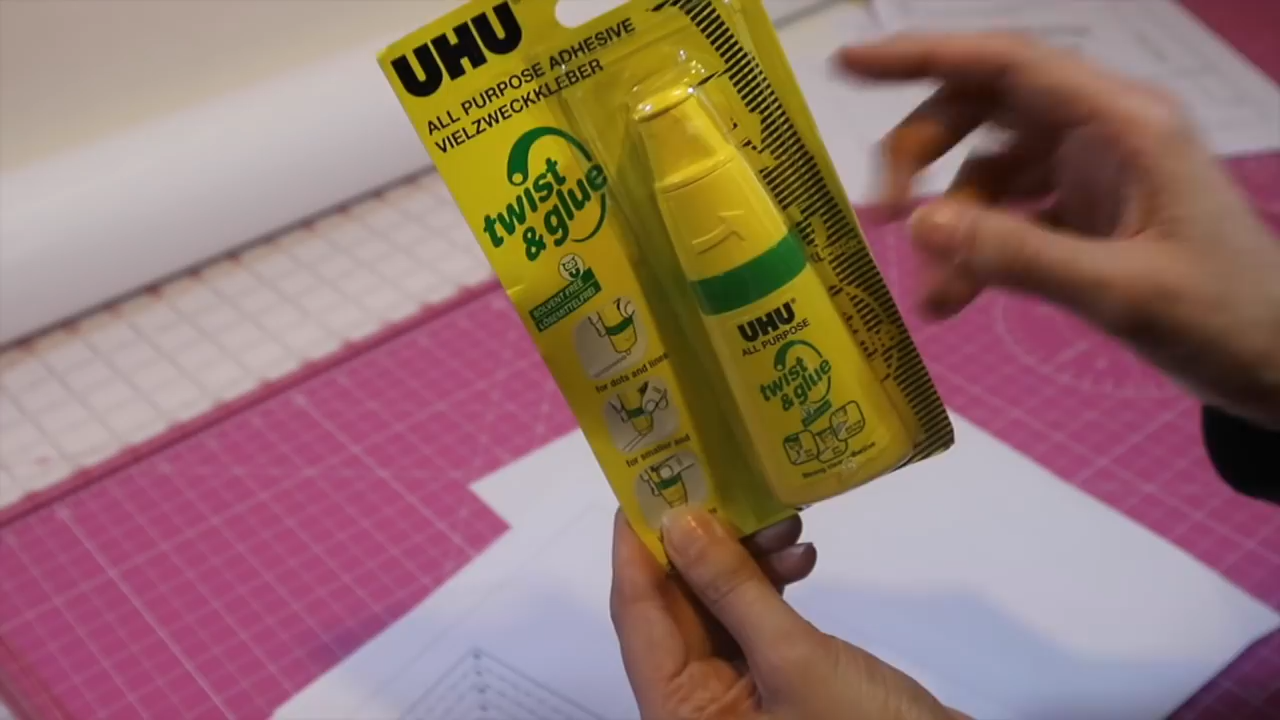 UHU
ALL PURPOSE ADHESIVE
VIELZWECKKLEBER
twist
& glue
SOLVENT FREE
LÖSEMITTELFREI
for dots and lines
for smaller and
UHU
ALL PURPOSE
twist
& glue